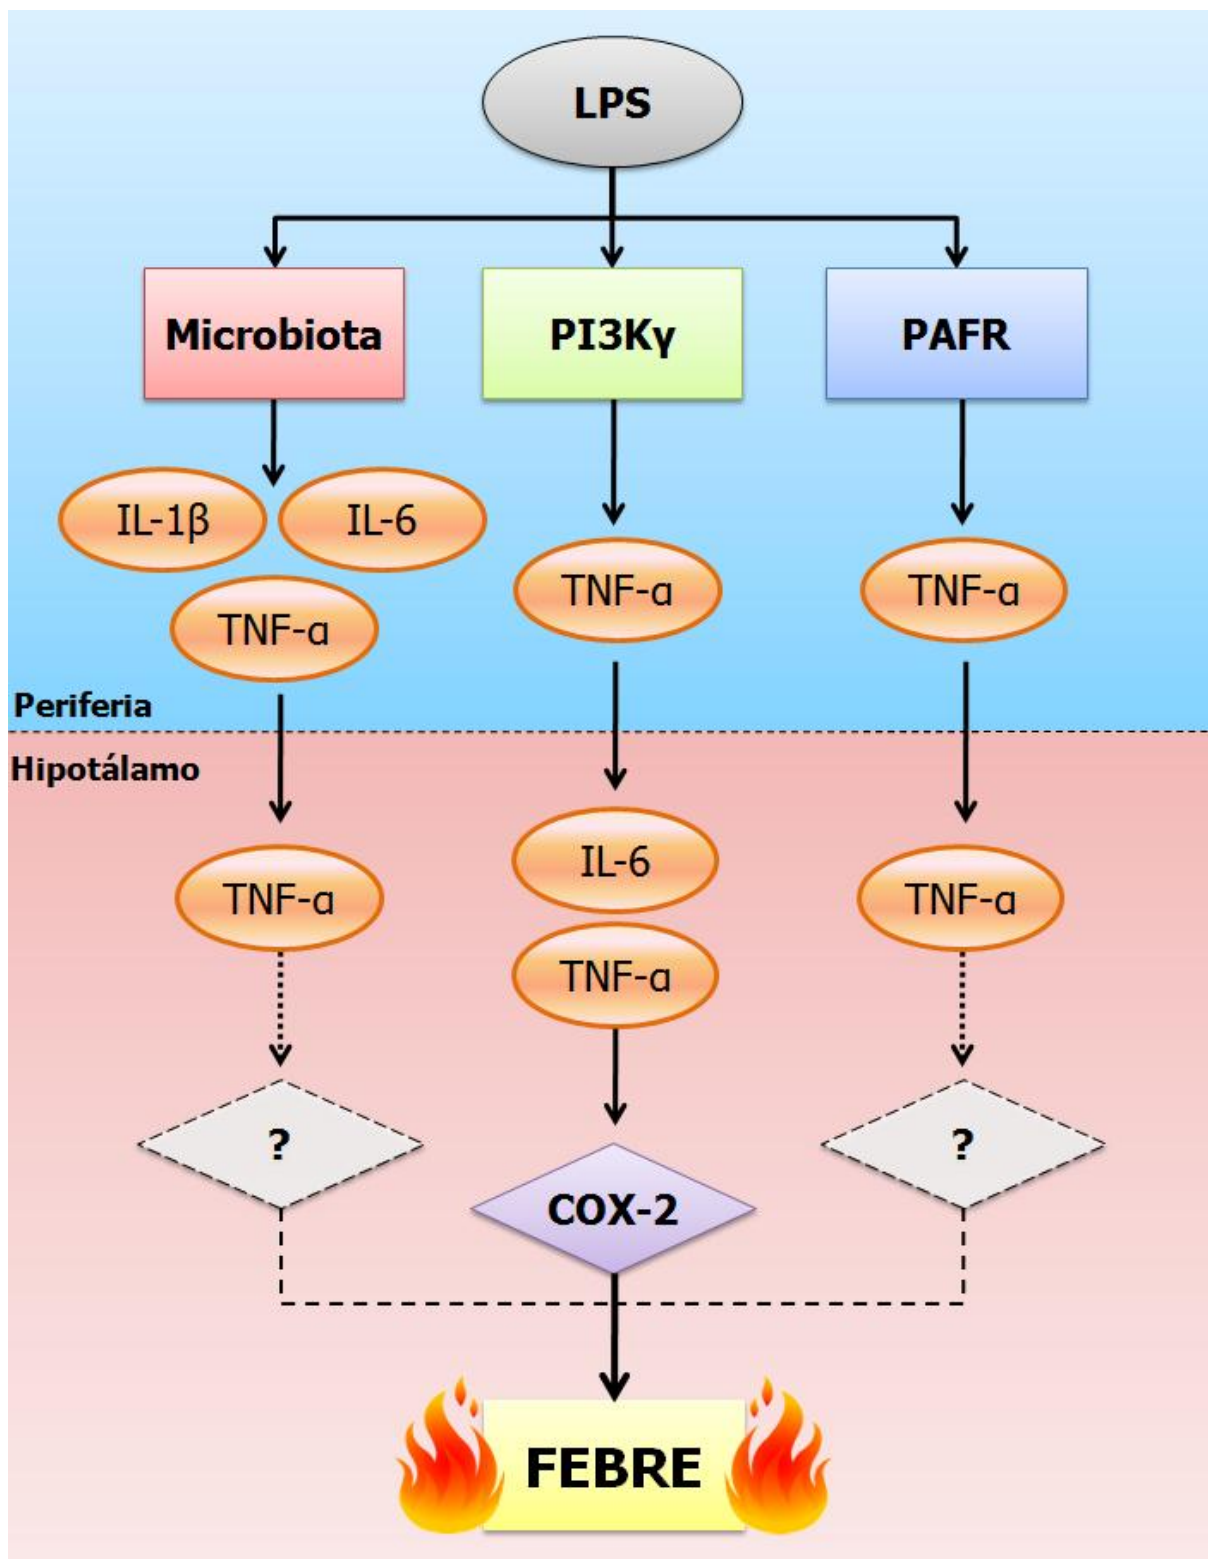 LPS
Microbiota
PI3Kγ
PAFR
IL-1β
IL-6
TNF-α
TNF-α
TNF-α
Periferia
Hipotálamo
TNF-α
IL-6
TNF-α
TNF-α
?
COX-2
?
FEBRE